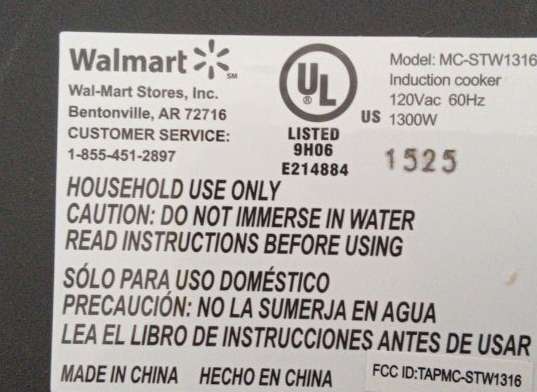 Walmart
SM
Wal-Mart Stores, Inc.
Bentonville, AR 72716
CUSTOMER SERVICE:
1-855-451-2897
UL
®
US
LISTED
9H06
E214884
Model: MC-STW1316
Induction cooker
120Vac 60Hz
1300W
1525
HOUSEHOLD USE ONLY
CAUTION: DO NOT IMMERSE IN WATER
READ INSTRUCTIONS BEFORE USING
SÓLO PARA USO DOMÉSTICO
PRECAUCIÓN: NO LA SUMERJA EN AGUA
LEA EL LIBRO DE INSTRUCCIONES ANTES DE USAR
MADE IN CHINA HECHO EN CHINA
FCC ID:TAPMC-STW1316